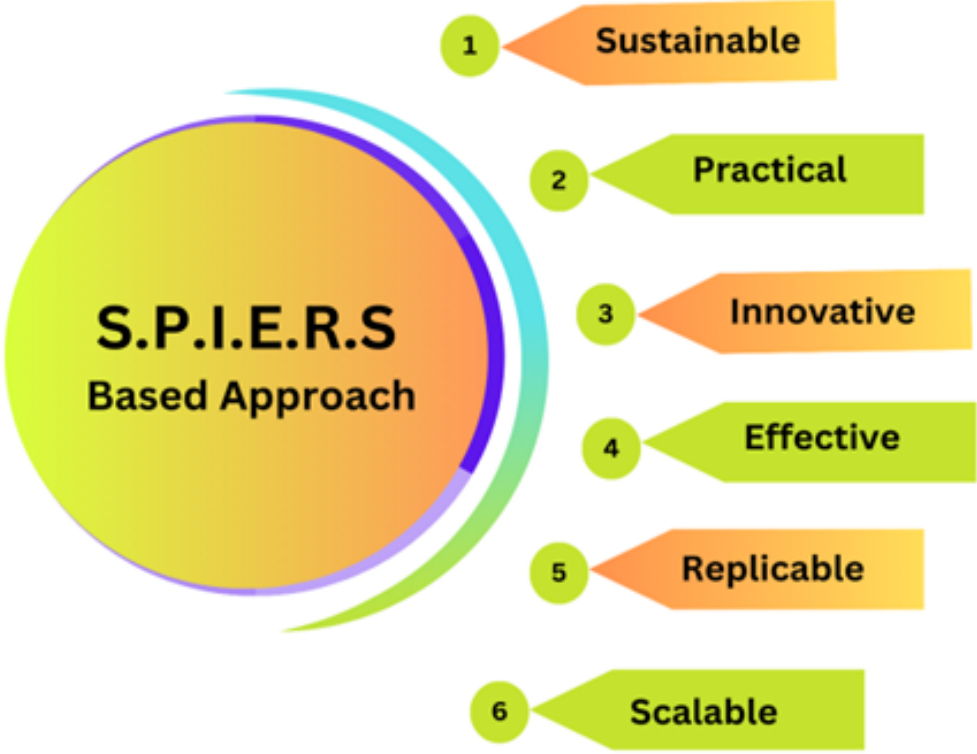 S.P.I.E.R.S
Based Approach
1 Sustainable
2 Practical
3 Innovative
4 Effective
5 Replicable
6 Scalable